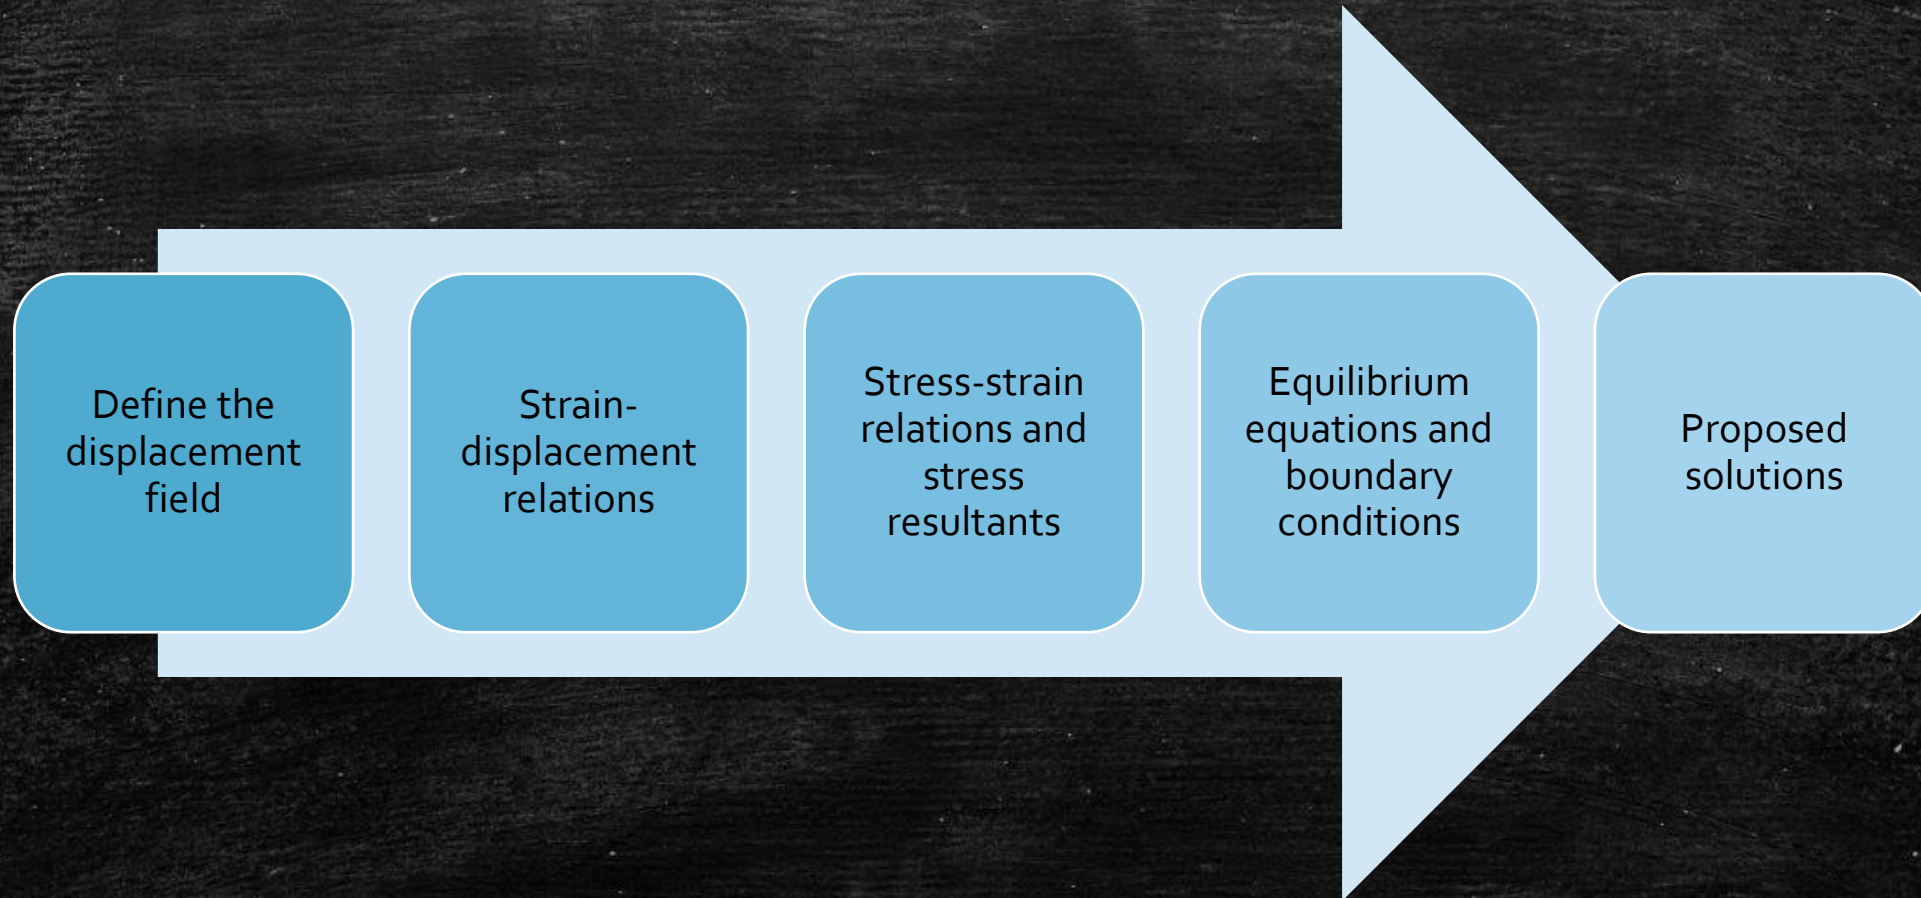 Define the
displacement
field
Strain-
displacement
relations
Stress-strain
relations and
stress
resultants
Equilibrium
equations and
boundary
conditions
Proposed
solutions